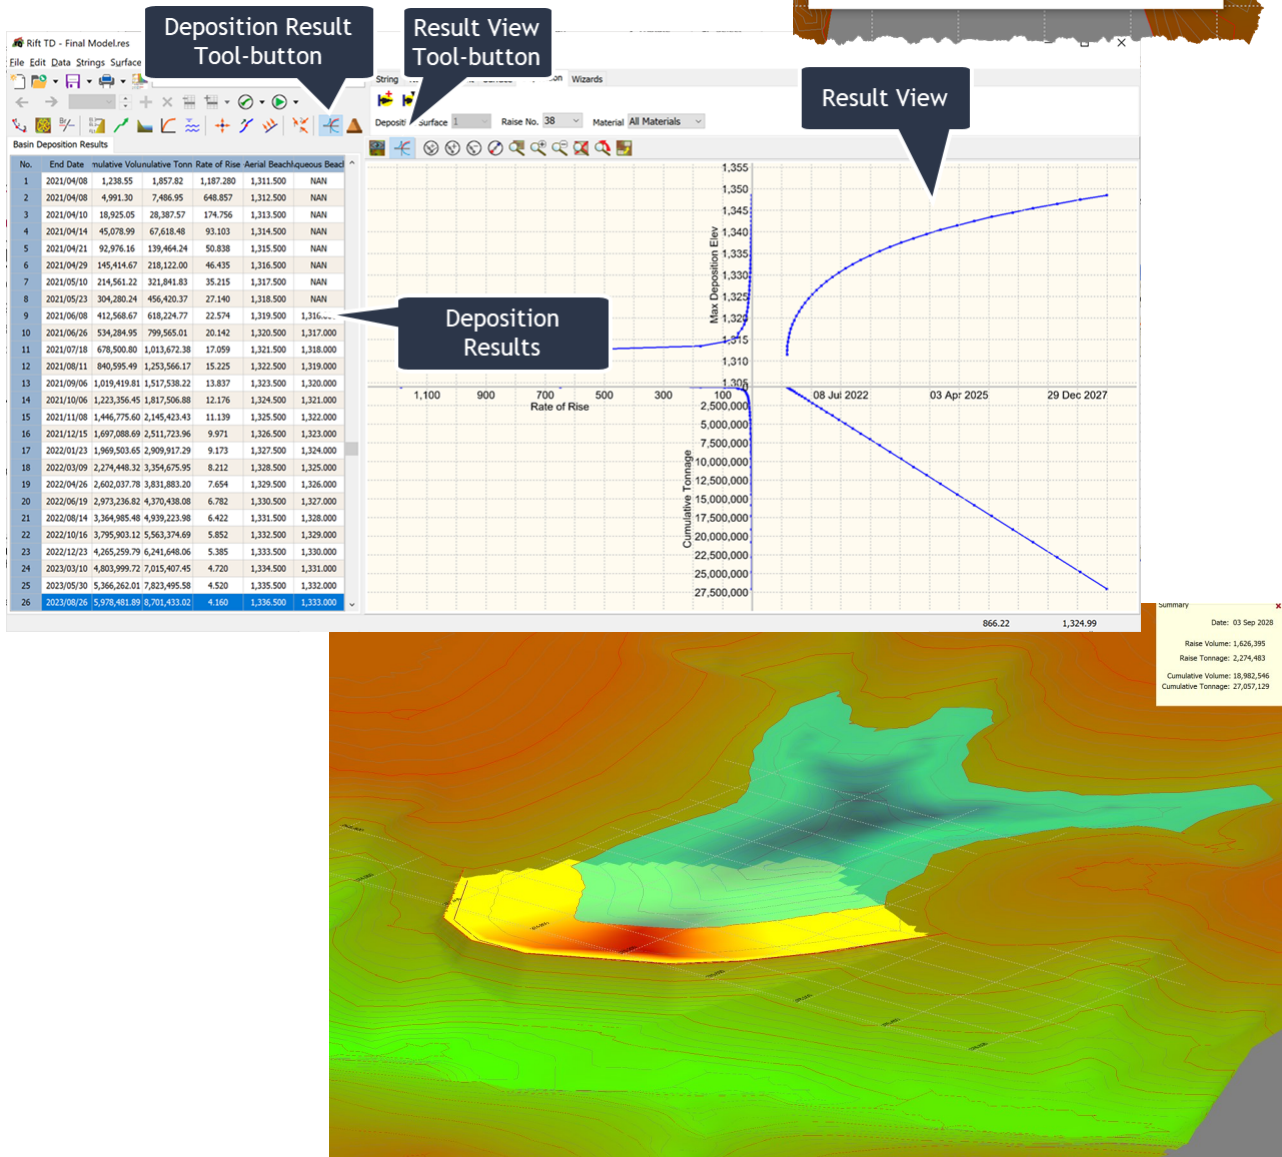 Deposition Result
Tool-button
Result View
Tool-button
Rift TD - Final Model.res
File Edit Data Strings Surface
String
Wizards
Result View
Surface 1 Raise No. 38 Material All Materials
Basin Deposition Results
No. End Date Rate of Rise Aerial Beach
1 2021/04/08 1,238.55 1,857.82 1,187.280 1,311.500 NAN
2 2021/04/08 4,991.30 7,486.95 648.857 1,312.500 NAN
3 2021/04/10 18,925.05 28,387.57 174.756 1,313.500 NAN
4 2021/04/14 45,078.99 67,618.48 93.103 1,314.500 NAN
5 2021/04/21 92,976.16 139,464.24 50.838 1,315.500 NAN
6 2021/04/29 145,414.67 218,122.00 46.435 1,316.500 NAN
7 2021/05/10 214,561.22 321,841.83 35.215 1,317.500 NAN
8 2021/05/23 304,280.24 456,420.37 27.140 1,318.500 NAN
9 2021/06/08 412,568.67 618,224.77 22.574 1,319.500
10 2021/06/26 534,284.95 799,565.01 20.142 1,320.500 1,317.000
11 2021/07/18 678,500.80 1,013,672.38 17.059 1,321.500 1,318.000
12 2021/08/11 840,595.49 1,253,566.17 15.225 1,322.500 1,319.000
13 2021/09/06 1,019,419.81 1,517,538.22 13.837 1,323.500 1,320.000
14 2021/10/06 1,223,356.45 1,817,506.88 12.176 1,324.500 1,321.000
15 2021/11/08 1,446,775.60 2,145,423.43 11.139 1,325.500 1,322.000
16 2021/12/15 1,697,088.69 2,511,723.96 9.971 1,326.500 1,323.000
17 2022/01/23 1,969,503.65 2,909,917.29 9.173 1,327.500 1,324.000
18 2022/03/09 2,274,448.32 3,354,675.95 8.212 1,328.500 1,325.000
19 2022/04/26 2,602,037.78 3,831,883.20 7.654 1,329.500 1,326.000
20 2022/06/19 2,973,236.82 4,370,438.08 6.782 1,330.500 1,327.000
21 2022/08/14 3,364,985.48 4,939,223.98 6.422 1,331.500 1,328.000
22 2022/10/16 3,795,903.12 5,563,374.69 5.852 1,332.500 1,329.000
23 2022/12/23 4,265,259.79 6,241,648.06 5.385 1,333.500 1,330.000
24 2023/03/10 4,803,999.72 7,015,407.45 4.720 1,334.500 1,331.000
25 2023/05/30 5,366,262.01 7,823,495.58 4.520 1,335.500 1,332.000
26 2023/08/26 5,978,481.89 8,701,433.02 4.160 1,336.500 1,333.000
Deposition
Results
Max Deposition Elev
1,355
1,350
1,345
1,340
1,335
1,330
1,325
1,320
1,315
1,310
1,305
1,100 900 700 500 300 100
Rate of Rise
08 Jul 2022 03 Apr 2025 29 Dec 2027
Cumulative Tonnage
0
2,500,000
5,000,000
7,500,000
10,000,000
12,500,000
15,000,000
17,500,000
20,000,000
22,500,000
25,000,000
27,500,000
866.22 1,324.99
Summary
Date: 03 Sep 2028
Raise Volume: 1,626,395
Raise Tonnage: 2,274,483
Cumulative Volume: 18,982,546
Cumulative Tonnage: 27,057,129